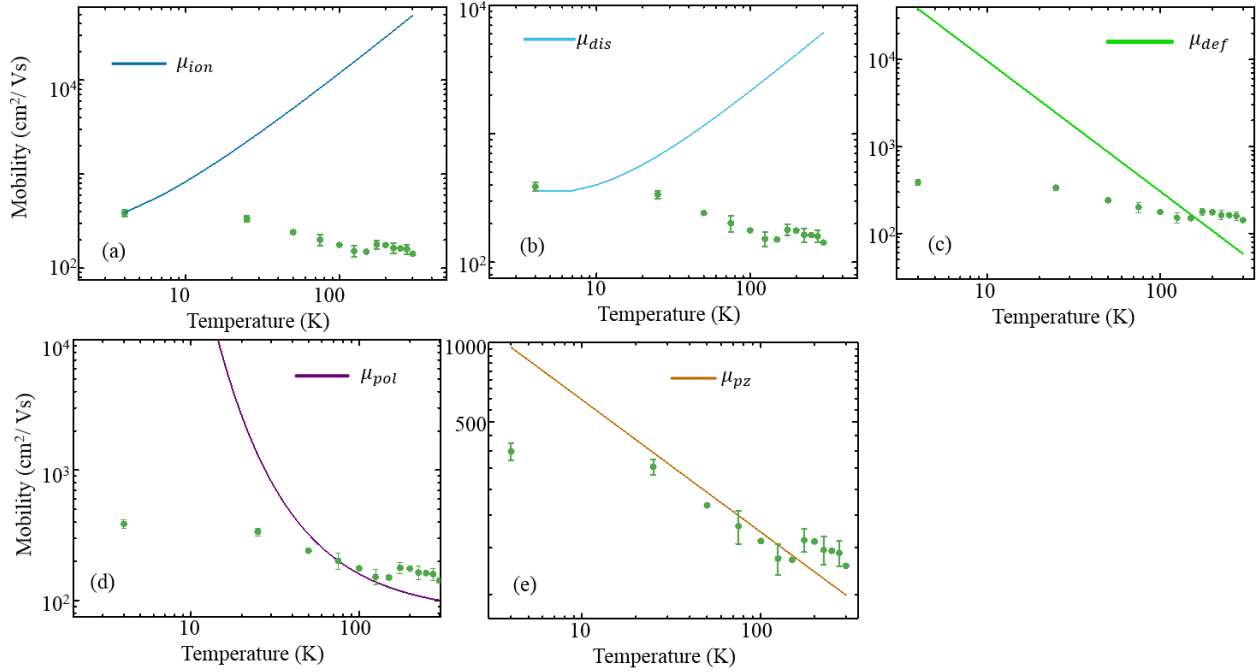 Mobility (cm²/ Vs)
10⁴
10²
μ_ion
(a)
10
100
Temperature (K)
10⁴
10³
10²
μ_dis
(b)
10
100
Temperature (K)
10⁴
10³
10²
μ_def
(c)
10
100
Temperature (K)
Mobility (cm²/ Vs)
10⁴
10³
10²
μ_pol
(d)
10
100
Temperature (K)
1000
500
μ_pz
(e)
10
100
Temperature (K)